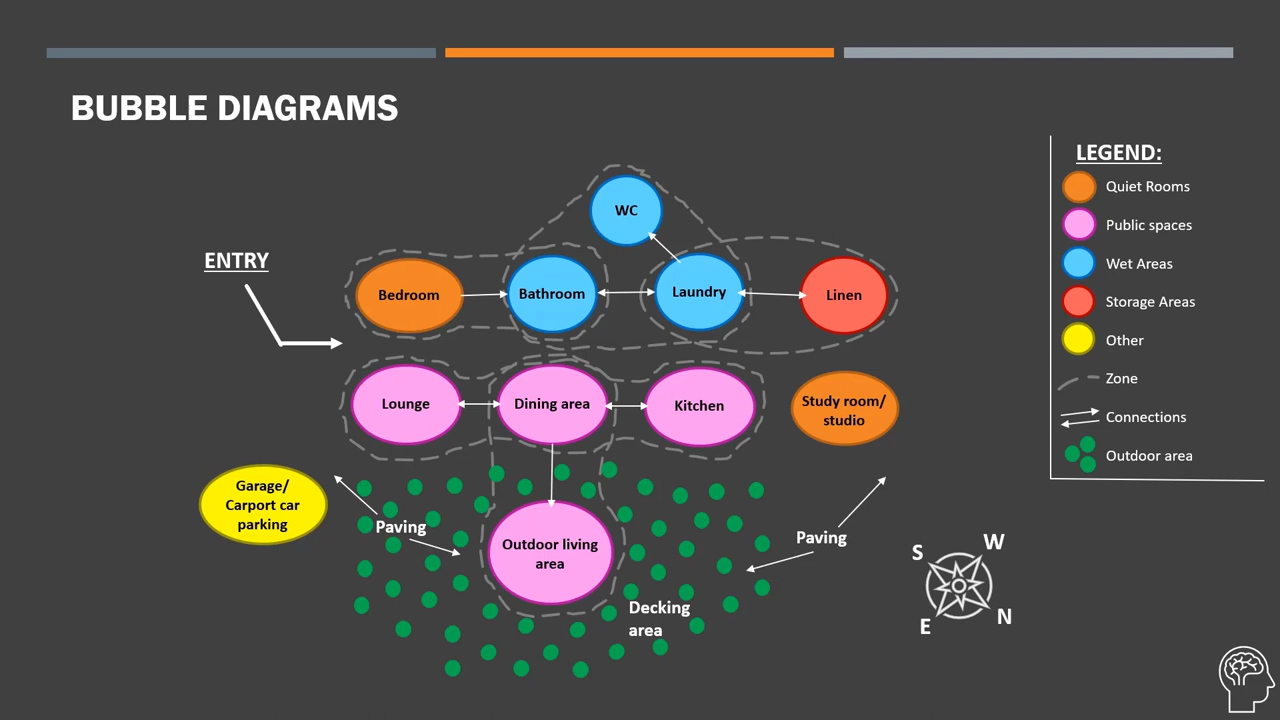 BUBBLE DIAGRAMS
LEGEND:
Quiet Rooms
Public spaces
Wet Areas
Storage Areas
Other
Zone
Connections
Outdoor area
ENTRY
WC
Bedroom
Bathroom
Laundry
Linen
Lounge
Dining area
Kitchen
Study room/
studio
Garage/
Carport car
parking
Paving
Outdoor living
area
Paving
Decking
area
S
W
E
N